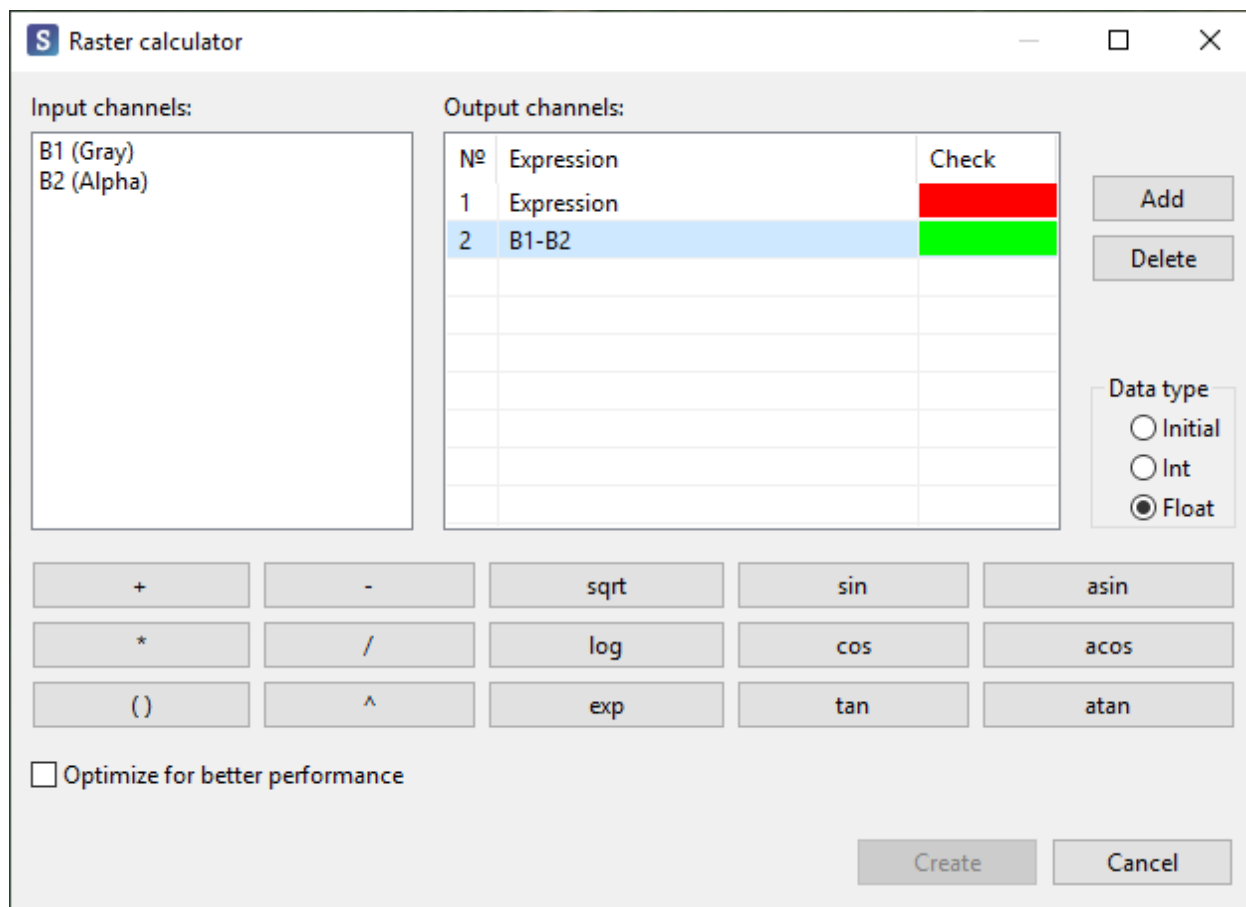 S Raster calculator
Input channels:
Output channels:
B1 (Gray)
B2 (Alpha)
Nº Expression Check
1 Expression
2 B1-B2
Add
Delete
Data type
Initial
Int
Float
+ - sqrt sin asin
* / log cos acos
( ) ^ exp tan atan
Optimize for better performance
Create Cancel